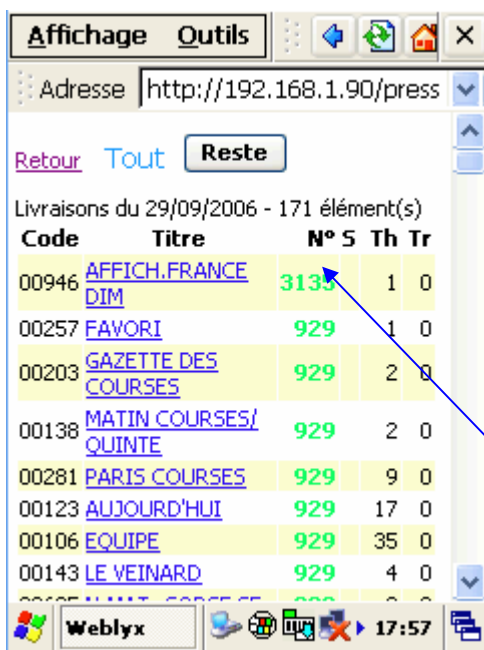 Affichage Outils
Adresse http://192.168.1.90/press
Retour Tout Reste
Livraisons du 29/09/2006 - 171 élément(s)
Code Titre N° S Th Tr
00946 AFFICH.FRANCE DIM 3135 1 0
00257 FAVORI 929 1 0
00203 GAZETTE DES COURSES 929 2 0
00138 MATIN COURSES/ QUINTE 929 2 0
00281 PARIS COURSES 929 9 0
00123 AUJOURD'HUI 929 17 0
00106 EQUIPE 929 35 0
00143 LE VEINARD 929 4 0
Weblyx 17:57